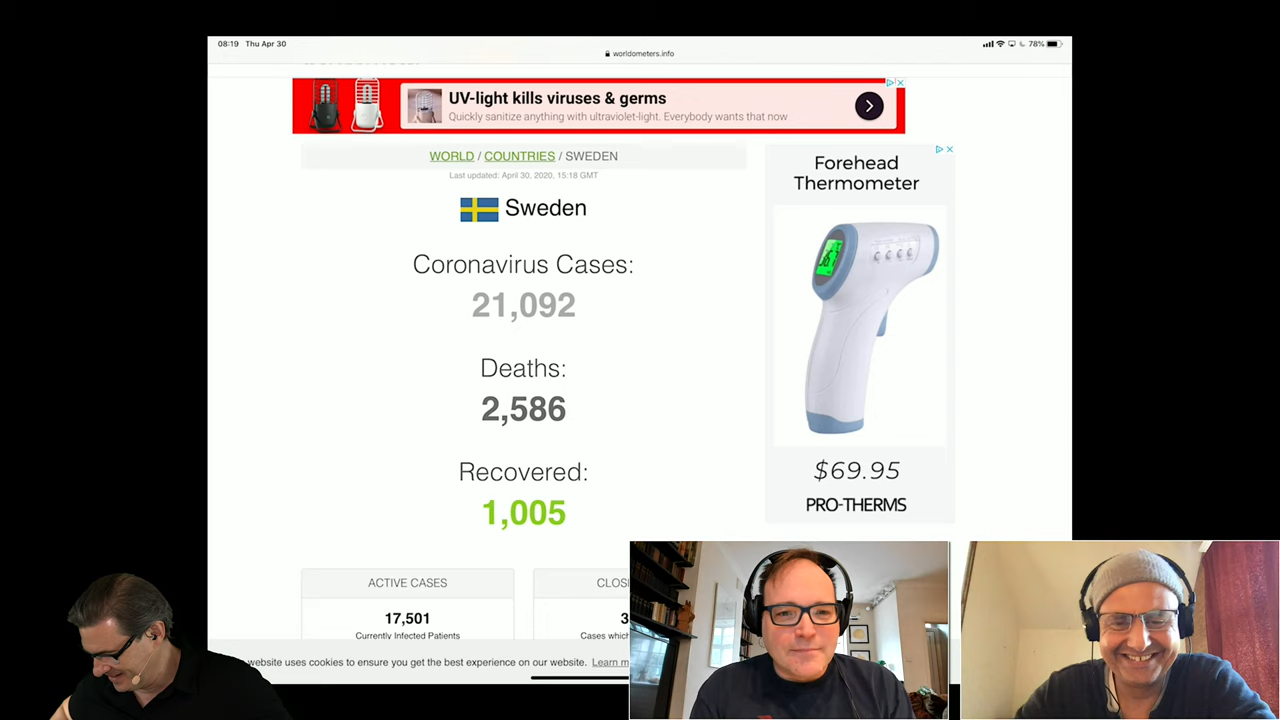 08:19 Thu Apr 30
78%
worldometers.info
UV-light kills viruses & germs
Quickly sanitize anything with ultraviolet-light. Everybody wants that now
WORLD / COUNTRIES / SWEDEN
Last updated: April 30, 2020, 15:18 GMT
Sweden
Coronavirus Cases:
21,092
Deaths:
2,586
Recovered:
1,005
Forehead
Thermometer
$69.95
PRO-THERMS
ACTIVE CASES
17,501
Currently Infected Patients
CLOS
3
Cases which
website uses cookies to ensure you get the best experience on our website. Learn m